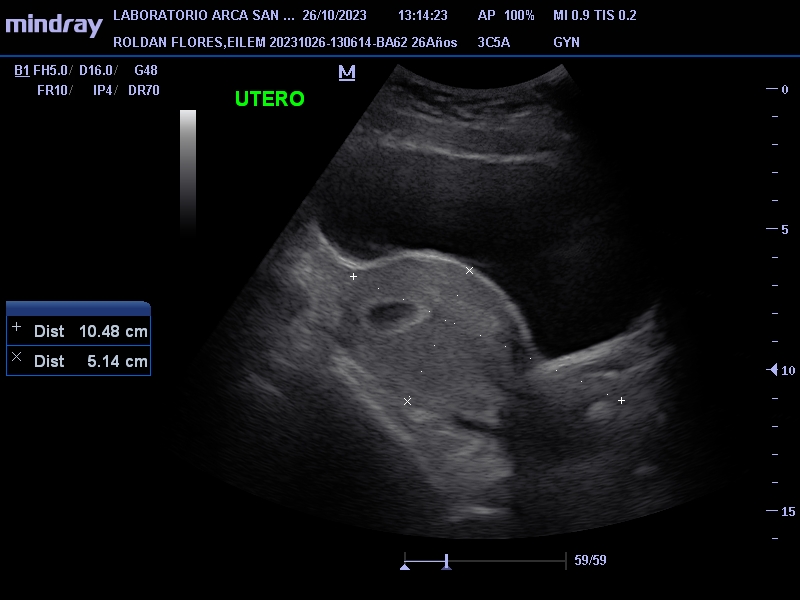 mindray
LABORATORIO ARCA SAN ... 26/10/2023 13:14:23 AP 100% MI 0.9 TIS 0.2
ROLDAN FLORES,EILEM 20231026-130614-BA62 26Años 3C5A GYN
B1 FH5.0/ D16.0/ G48
FR10/ IP4/ DR70
M
UTERO
0
5
+ Dist 10.48 cm
× Dist 5.14 cm
10
15
59/59